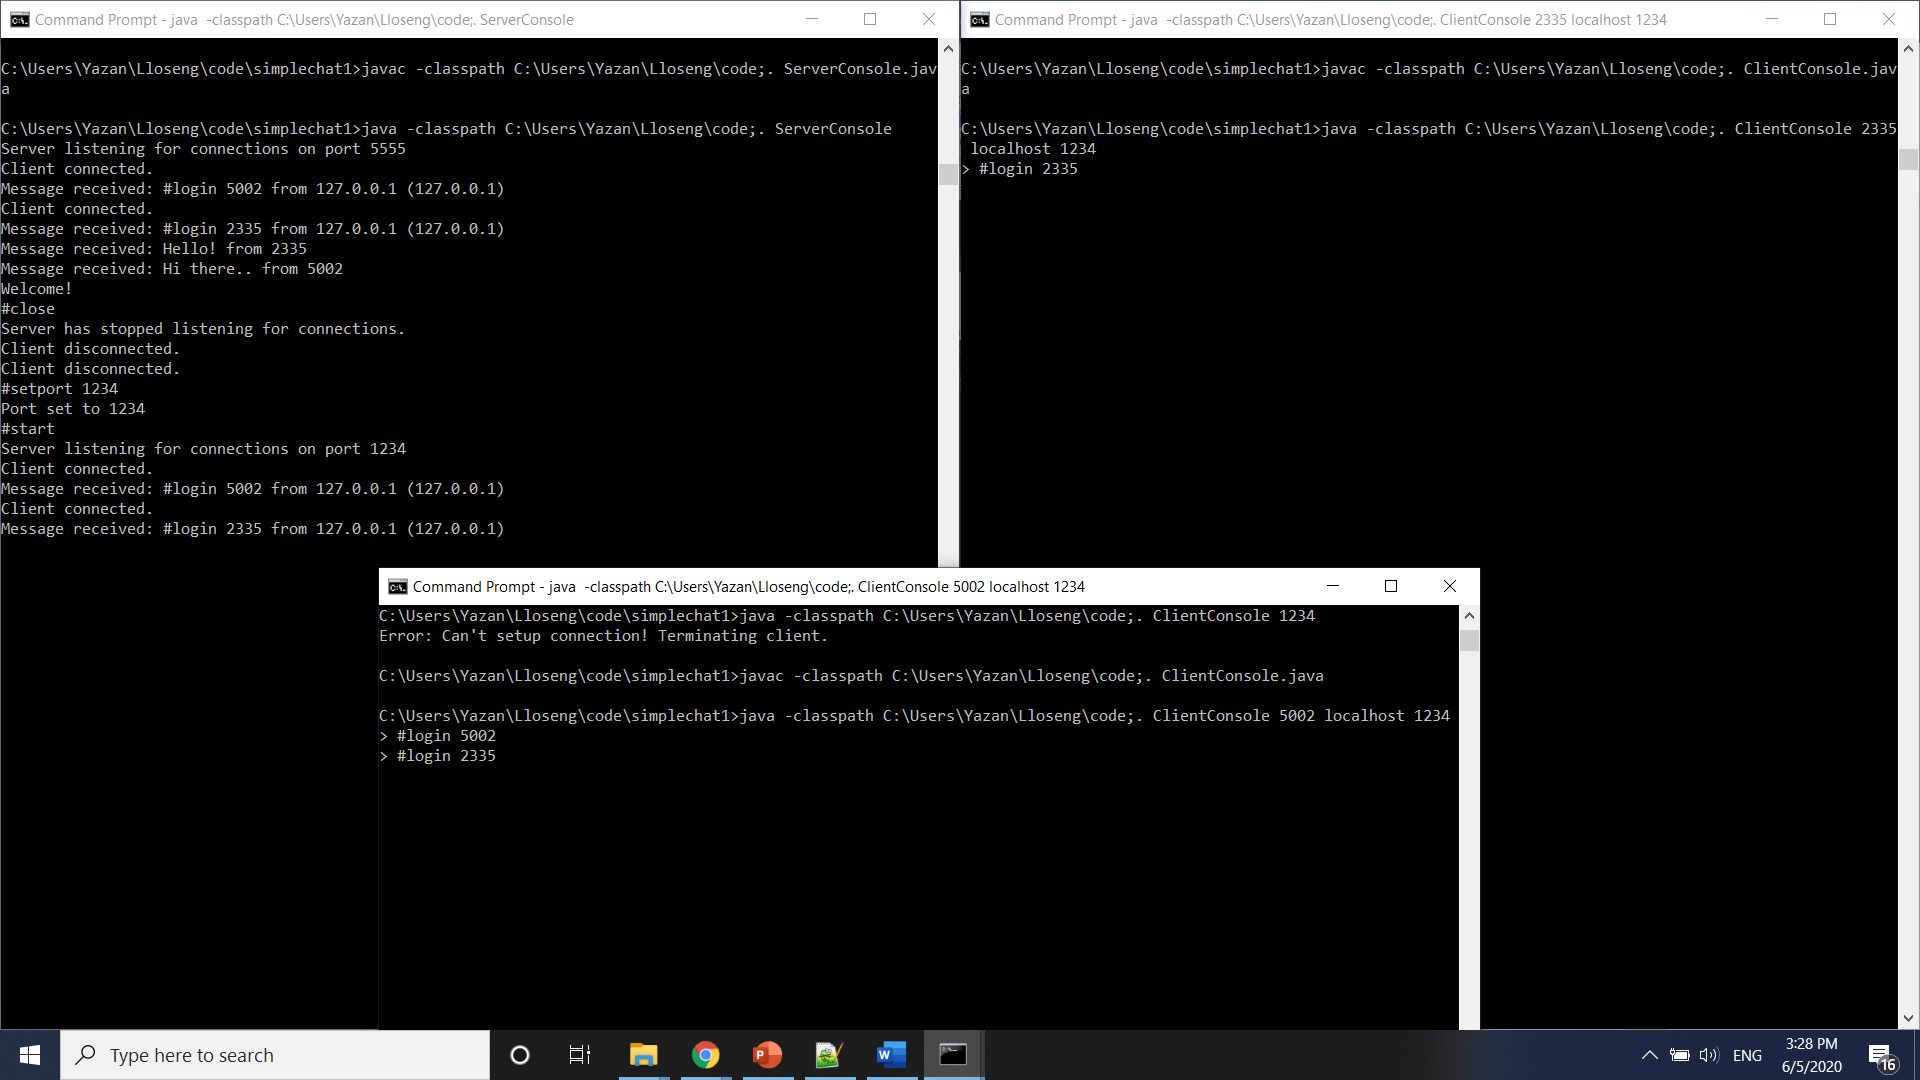 Command Prompt - java  -classpath C:\Users\Yazan\Lloseng\code;. ServerConsole
C:\Users\Yazan\Lloseng\code\simplechat1>javac -classpath C:\Users\Yazan\Lloseng\code;. ServerConsole.jav
a
C:\Users\Yazan\Lloseng\code\simplechat1>java -classpath C:\Users\Yazan\Lloseng\code;. ServerConsole
Server listening for connections on port 5555
Client connected.
Message received: #login 5002 from 127.0.0.1 (127.0.0.1)
Client connected.
Message received: #login 2335 from 127.0.0.1 (127.0.0.1)
Message received: Hello! from 2335
Message received: Hi there.. from 5002
Welcome!
#close
Server has stopped listening for connections.
Client disconnected.
Client disconnected.
#setport 1234
Port set to 1234
#start
Server listening for connections on port 1234
Client connected.
Message received: #login 5002 from 127.0.0.1 (127.0.0.1)
Client connected.
Message received: #login 2335 from 127.0.0.1 (127.0.0.1)
Command Prompt - java  -classpath C:\Users\Yazan\Lloseng\code;. ClientConsole 2335 localhost 1234
C:\Users\Yazan\Lloseng\code\simplechat1>javac -classpath C:\Users\Yazan\Lloseng\code;. ClientConsole.jav
a
C:\Users\Yazan\Lloseng\code\simplechat1>java -classpath C:\Users\Yazan\Lloseng\code;. ClientConsole 2335
 localhost 1234
> #login 2335
Command Prompt - java  -classpath C:\Users\Yazan\Lloseng\code;. ClientConsole 5002 localhost 1234
C:\Users\Yazan\Lloseng\code\simplechat1>java -classpath C:\Users\Yazan\Lloseng\code;. ClientConsole 1234
Error: Can't setup connection! Terminating client.
C:\Users\Yazan\Lloseng\code\simplechat1>javac -classpath C:\Users\Yazan\Lloseng\code;. ClientConsole.java
C:\Users\Yazan\Lloseng\code\simplechat1>java -classpath C:\Users\Yazan\Lloseng\code;. ClientConsole 5002 localhost 1234
> #login 5002
> #login 2335
Type here to search
ENG
3:28 PM
6/5/2020
16